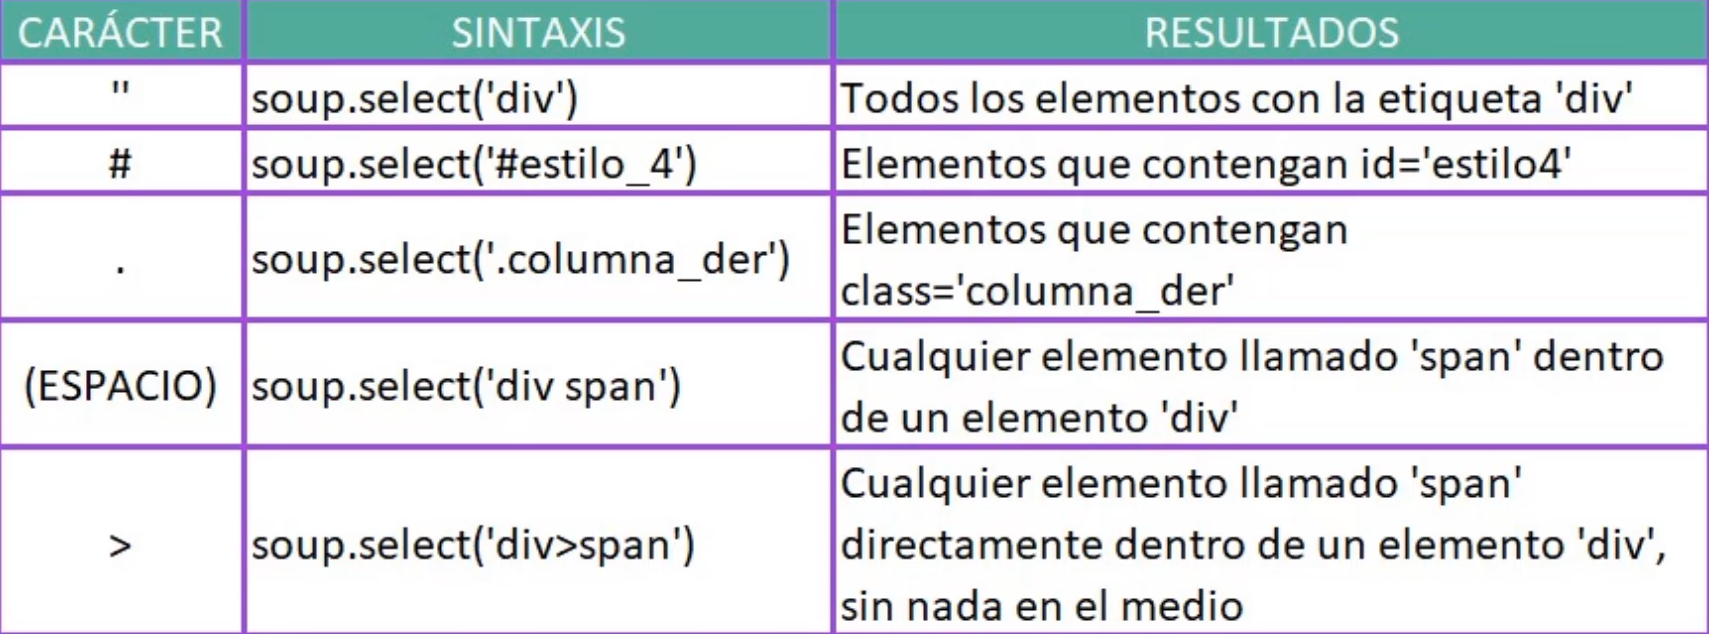 CARÁCTER SINTAXIS RESULTADOS
" soup.select('div') Todos los elementos con la etiqueta 'div'
# soup.select('#estilo_4') Elementos que contengan id='estilo4'
. soup.select('.columna_der') Elementos que contengan
class='columna_der'
(ESPACIO) soup.select('div span') Cualquier elemento llamado 'span' dentro
de un elemento 'div'
> soup.select('div>span') Cualquier elemento llamado 'span'
directamente dentro de un elemento 'div',
sin nada en el medio